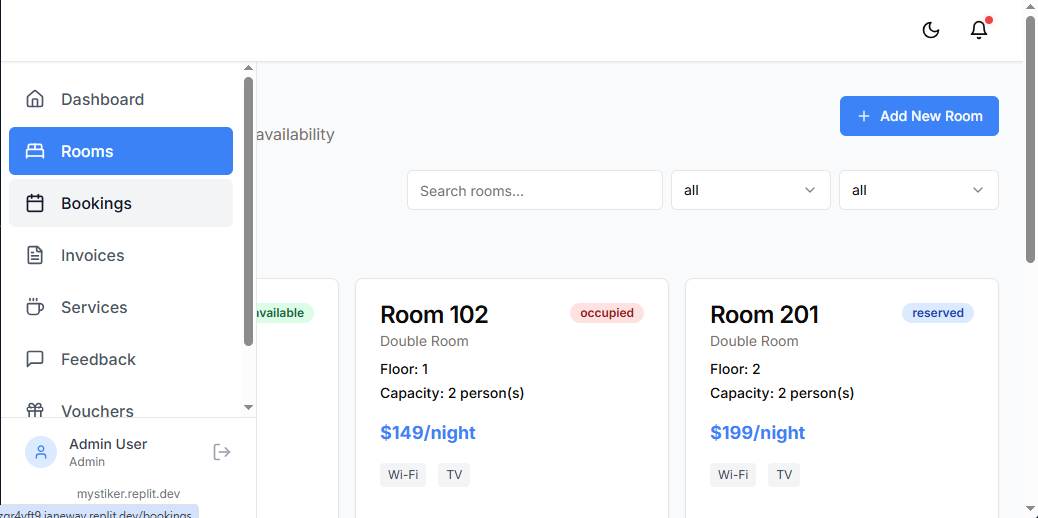 Dashboard
Rooms
Bookings
Invoices
Services
Feedback
Vouchers
Admin User
Admin
mystiker.replit.dev
availability
Add New Room
Search rooms...
all
all
available
Room 102
occupied
Double Room
Floor: 1
Capacity: 2 person(s)
$149/night
Wi-Fi
TV
Room 201
reserved
Double Room
Floor: 2
Capacity: 2 person(s)
$199/night
Wi-Fi
TV
janeway.replit.dev/bookings